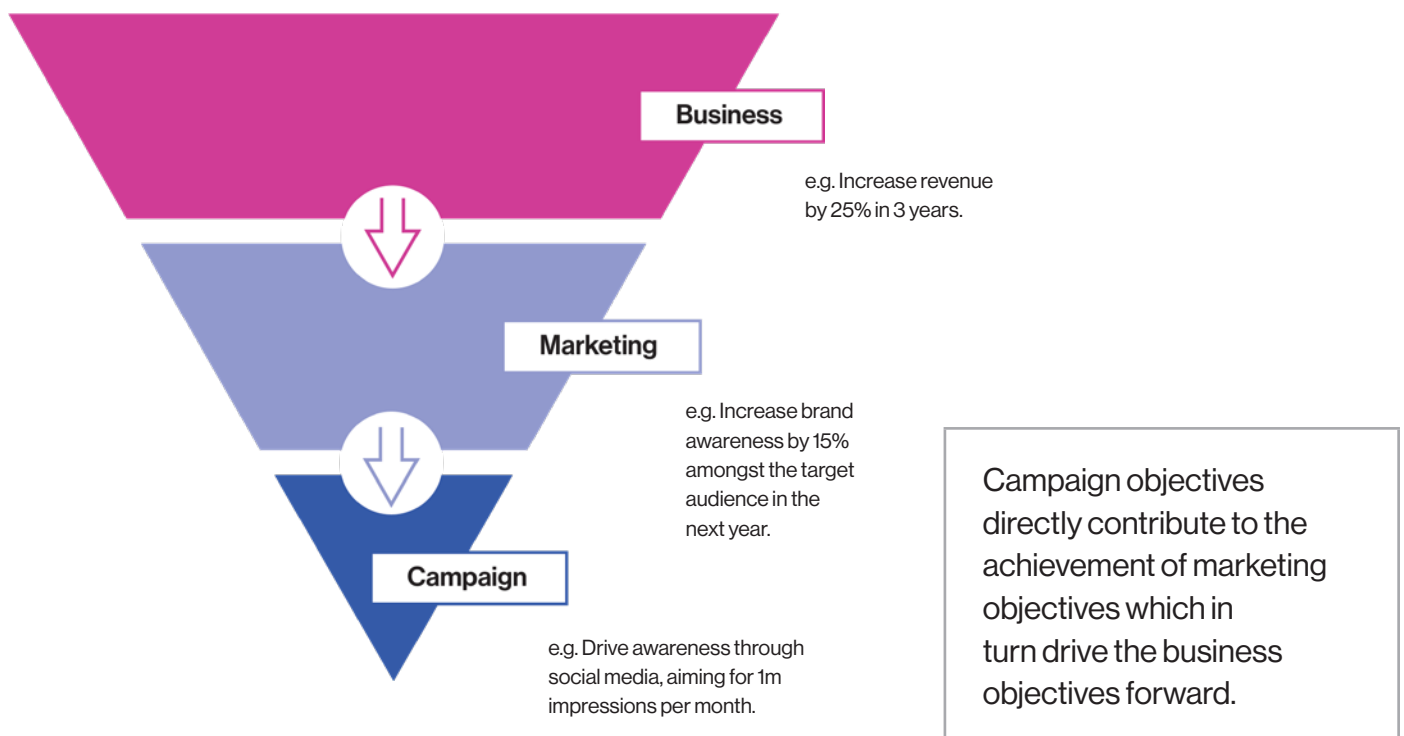 Business
e.g. Increase revenue
by 25% in 3 years.
Marketing
e.g. Increase brand
awareness by 15%
amongst the target
audience in the
next year.
Campaign
e.g. Drive awareness through
social media, aiming for 1m
impressions per month.
Campaign objectives
directly contribute to the
achievement of marketing
objectives which in
turn drive the business
objectives forward.